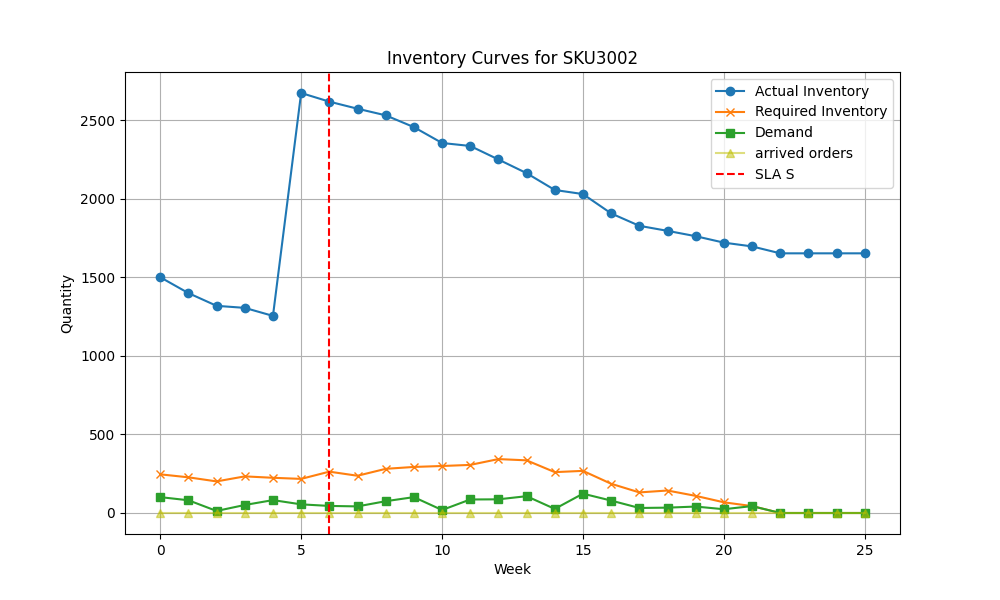 Inventory Curves for SKU3002
Actual Inventory
Required Inventory
Demand
arrived orders
SLA S
2500
2000
1500
1000
500
0
Quantity
0 5 10 15 20 25
Week